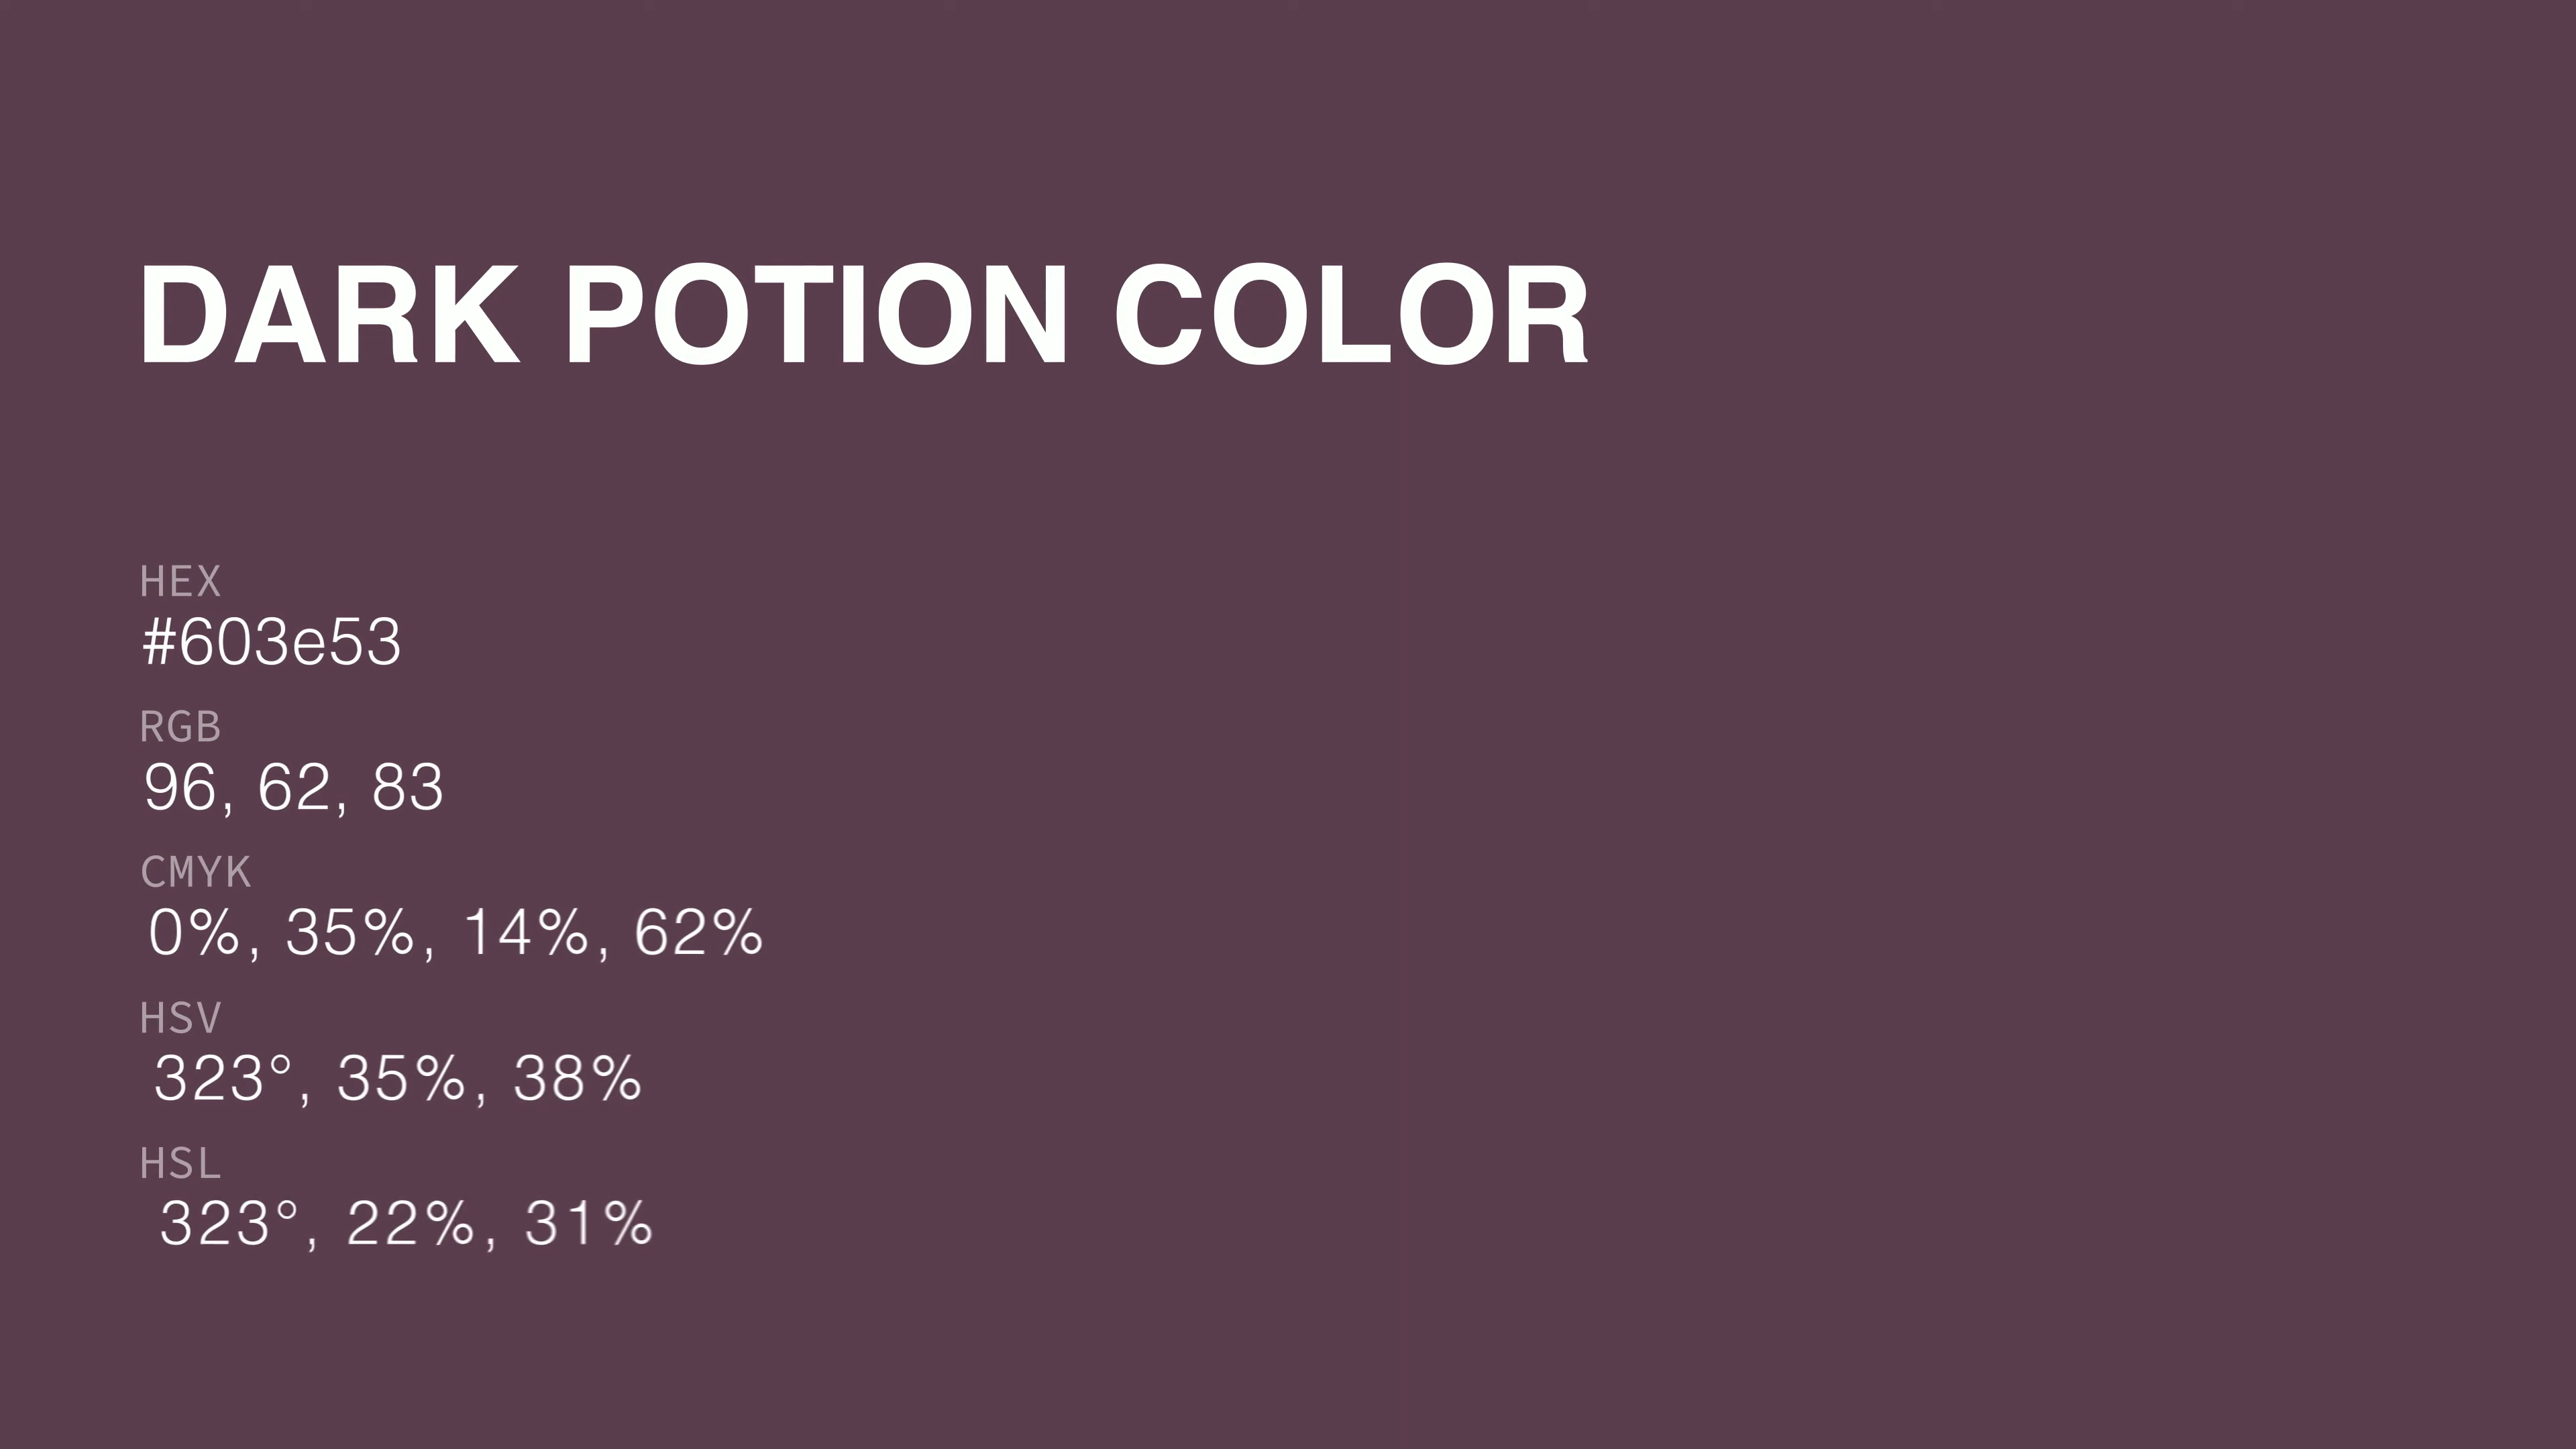 DARK POTION COLOR
HEX
#603e53
RGB
96, 62, 83
CMYK
0%, 35%, 14%, 62%
HSV
323°, 35%, 38%
HSL
323°, 22%, 31%